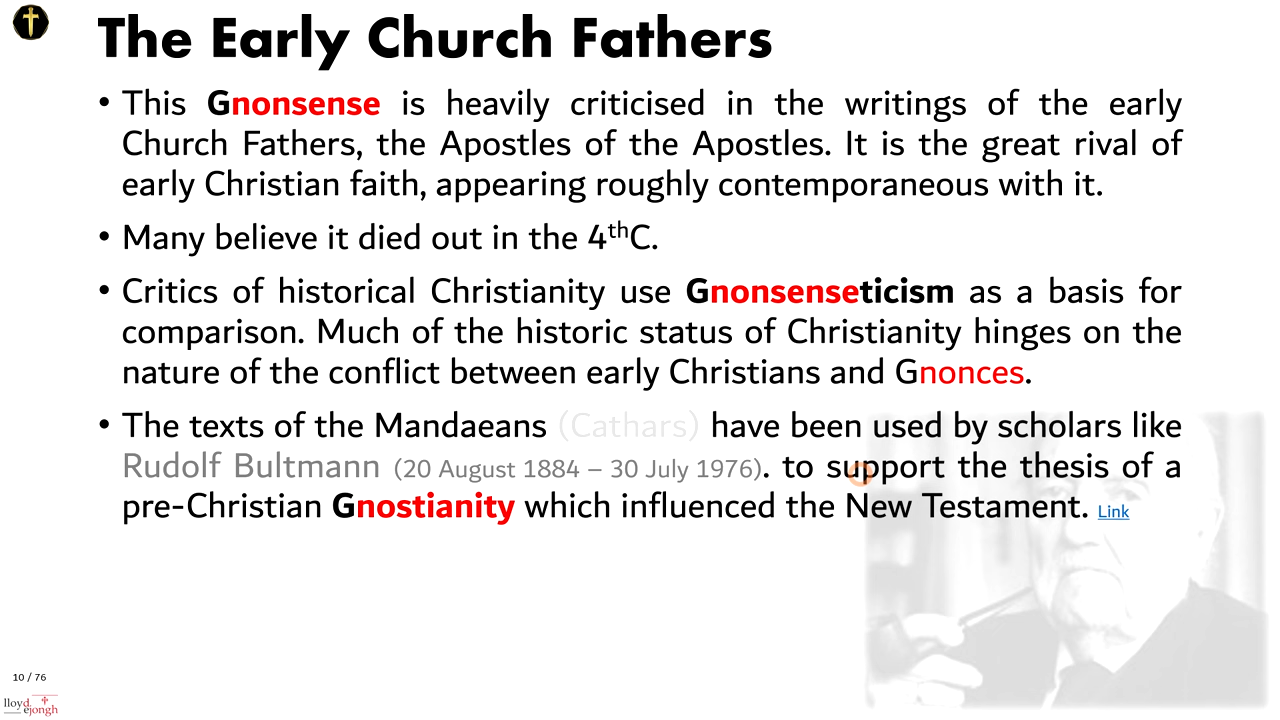 The Early Church Fathers
• This Gnonsense is heavily criticised in the writings of the early
Church Fathers, the Apostles of the Apostles. It is the great rival of
early Christian faith, appearing roughly contemporaneous with it.
• Many believe it died out in the 4thC.
• Critics of historical Christianity use Gnonsenseticism as a basis for
comparison. Much of the historic status of Christianity hinges on the
nature of the conflict between early Christians and Gnonces.
• The texts of the Mandaeans (Cathars) have been used by scholars like
Rudolf Bultmann (20 August 1884 – 30 July 1976). to support the thesis of a
pre-Christian Gnostianity which influenced the New Testament. Link
10 / 76
lloyd
ejongh